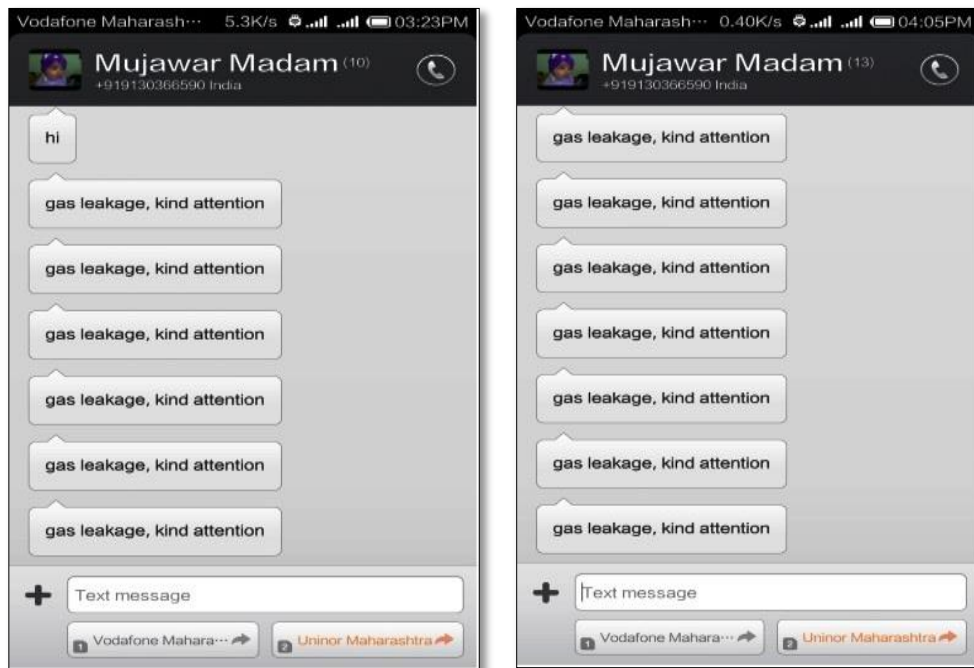 Vodafone Maharash··· 5.3K/s 03:23PM
Mujawar Madam (10)
+919130366590 India
hi
gas leakage, kind attention
gas leakage, kind attention
gas leakage, kind attention
gas leakage, kind attention
gas leakage, kind attention
gas leakage, kind attention
Text message
1 Vodafone Mahara···
2 Uninor Maharashtra
Vodafone Maharash··· 0.40K/s 04:05PM
Mujawar Madam (13)
+919130366590 India
gas leakage, kind attention
gas leakage, kind attention
gas leakage, kind attention
gas leakage, kind attention
gas leakage, kind attention
gas leakage, kind attention
gas leakage, kind attention
Text message
1 Vodafone Mahara···
2 Uninor Maharashtra